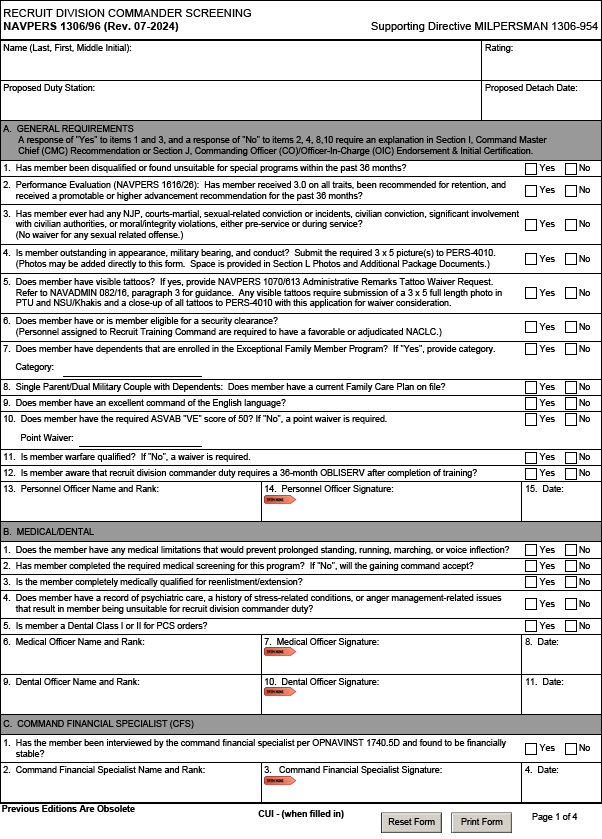 RECRUIT DIVISION COMMANDER SCREENING
NAVPERS 1306/96 (Rev. 07-2024)
Supporting Directive MILPERSMAN 1306-954
Name (Last, First, Middle Initial):
Rating:
Proposed Duty Station:
Proposed Detach Date:
A. GENERAL REQUIREMENTS
A response of "Yes" to items 1 and 3, and a response of "No" to items 2, 4, 8,10 require an explanation in Section I, Command Master
Chief (CMC) Recommendation or Section J, Commanding Officer (CO)/Officer-In-Charge (OIC) Endorsement & Initial Certification.
1. Has member been disqualified or found unsuitable for special programs within the past 36 months?
Yes No
2. Performance Evaluation (NAVPERS 1616/26): Has member received 3.0 on all traits, been recommended for retention, and
received a promotable or higher advancement recommendation for the past 36 months?
Yes No
3. Has member ever had any NJP, courts-martial, sexual-related conviction or incidents, civilian conviction, significant involvement
with civilian authorities, or moral/integrity violations, either pre-service or during service?
(No waiver for any sexual related offense.)
Yes No
4. Is member outstanding in appearance, military bearing, and conduct? Submit the required 3 x 5 picture(s) to PERS-4010.
(Photos may be added directly to this form. Space is provided in Section L Photos and Additional Package Documents.)
Yes No
5. Does member have visible tattoos? If yes, provide NAVPERS 1070/613 Administrative Remarks Tattoo Waiver Request.
Refer to NAVADMIN 082/16, paragraph 3 for guidance. Any visible tattoos require submission of a 3 x 5 full length photo in
PTU and NSU/Khakis and a close-up of all tattoos to PERS-4010 with this application for waiver consideration.
Yes No
6. Does member have or is member eligible for a security clearance?
(Personnel assigned to Recruit Training Command are required to have a favorable or adjudicated NACLC.)
Yes No
7. Does member have dependents that are enrolled in the Exceptional Family Member Program? If "Yes", provide category.
Yes No
Category:
8. Single Parent/Dual Military Couple with Dependents: Does member have a current Family Care Plan on file?
Yes No
9. Does member have an excellent command of the English language?
Yes No
10. Does member have the required ASVAB "VE" score of 50? If "No", a point waiver is required.
Yes No
Point Waiver:
11. Is member warfare qualified? If "No", a waiver is required.
Yes No
12. Is member aware that recruit division commander duty requires a 36-month OBLISERV after completion of training?
Yes No
13. Personnel Officer Name and Rank:
14. Personnel Officer Signature:
15. Date:
B. MEDICAL/DENTAL
1. Does the member have any medical limitations that would prevent prolonged standing, running, marching, or voice inflection?
Yes No
2. Has member completed the required medical screening for this program? If "No", will the gaining command accept?
Yes No
3. Is the member completely medically qualified for reenlistment/extension?
Yes No
4. Does member have a record of psychiatric care, a history of stress-related conditions, or anger management-related issues
that result in member being unsuitable for recruit division commander duty?
Yes No
5. Is member a Dental Class I or II for PCS orders?
Yes No
6. Medical Officer Name and Rank:
7. Medical Officer Signature:
8. Date:
9. Dental Officer Name and Rank:
10. Dental Officer Signature:
11. Date:
C. COMMAND FINANCIAL SPECIALIST (CFS)
1. Has the member been interviewed by the command financial specialist per OPNAVINST 1740.5D and found to be financially
stable?
Yes No
2. Command Financial Specialist Name and Rank:
3. Command Financial Specialist Signature:
4. Date:
Previous Editions Are Obsolete
CUI - (when filled in)
Reset Form
Print Form
Page 1 of 4